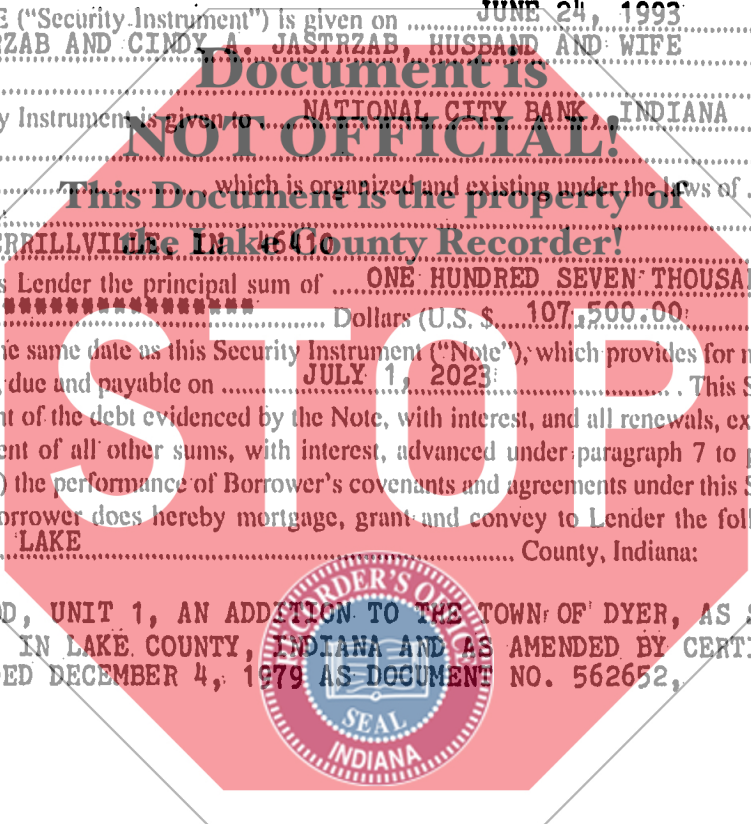 E ("Security Instrument") is given on ........ JUNE 24, 1993
RZAB AND CINDY A. JASTRZAB, HUSBAND AND WIFE
Document is
y Instrument is given to .... NATIONAL CITY BANK, INDIANA
NOT OFFICIAL!
, which is organized and existing under the laws of
This Document is the property of
RRILLVILLE IN 46410
the Lake County Recorder!
s Lender the principal sum of .... ONE HUNDRED SEVEN THOUSA
**************** Dollars (U.S. $ 107,500.00
e same date as this Security Instrument ("Note"), which provides for
, due and payable on ........ JULY 1, 2023 . This S
STOP
t of the debt evidenced by the Note, with interest, and all renewals, ex
ent of all other sums, with interest, advanced under paragraph 7 to p
) the performance of Borrower's covenants and agreements under this S
orrower does hereby mortgage, grant and convey to Lender the fol
LAKE ........ County, Indiana:
RECORDER'S OFFICE
D, UNIT 1, AN ADDITION TO THE TOWN OF DYER, AS
IN LAKE COUNTY, INDIANA AND AS AMENDED BY CERTI
ED DECEMBER 4, 1979 AS DOCUMENT NO. 562652,
SEAL
INDIANA